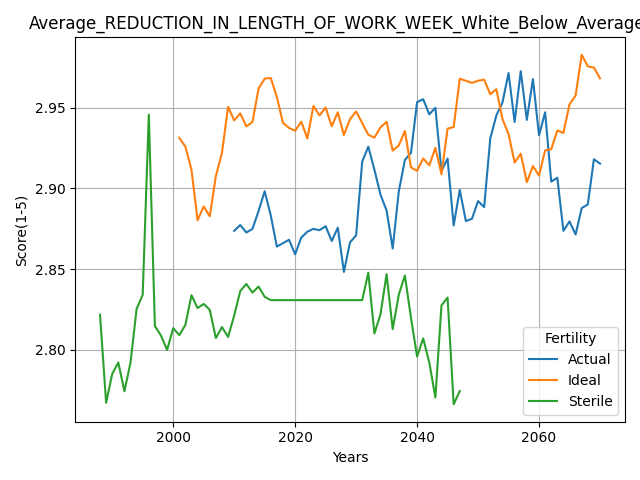 Average_REDUCTION_IN_LENGTH_OF_WORK_WEEK_White_Below_Average
2.95
2.90
2.85
2.80
Score(1-5)
Fertility
Actual
Ideal
Sterile
2000
2020
2040
2060
Years